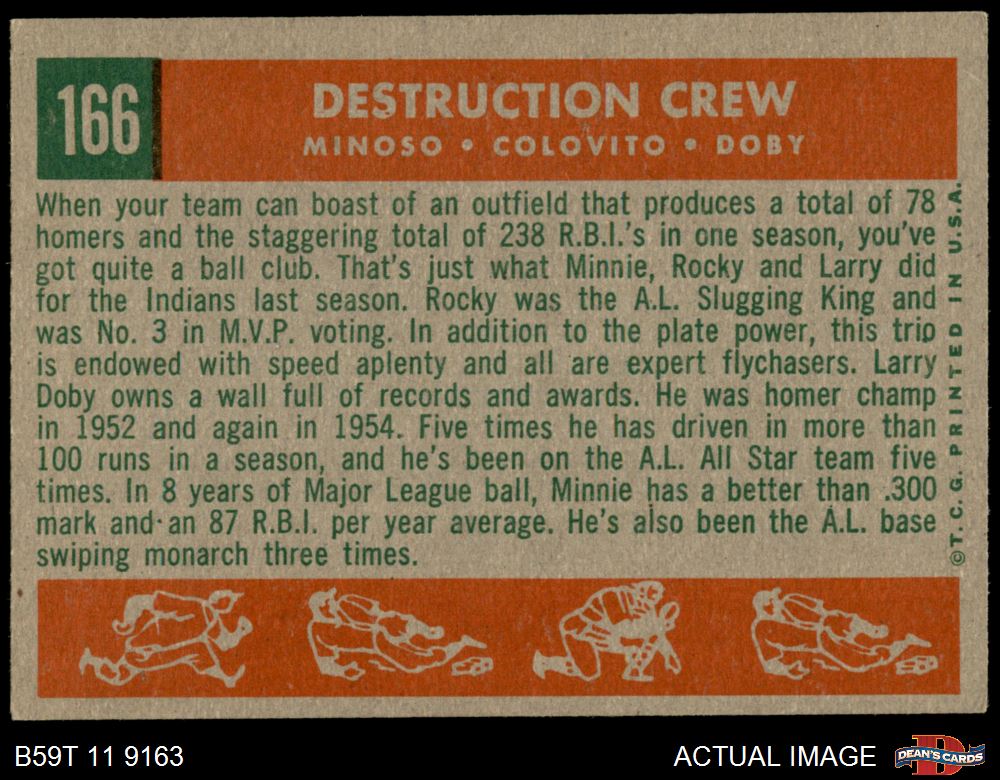 166
DESTRUCTION CREW
MINOSO • COLOVITO • DOBY
When your team can boast of an outfield that produces a total of 78
homers and the staggering total of 238 R.B.I.'s in one season, you've
got quite a ball club. That's just what Minnie, Rocky and Larry did
for the Indians last season. Rocky was the A.L. Slugging King and
was No. 3 in M.V.P. voting. In addition to the plate power, this trio
is endowed with speed aplenty and all are expert flychasers. Larry
Doby owns a wall full of records and awards. He was homer champ
in 1952 and again in 1954. Five times he has driven in more than
100 runs in a season, and he's been on the A.L. All Star team five
times. In 8 years of Major League ball, Minnie has a better than .300
mark and an 87 R.B.I. per year average. He's also been the A.L. base
swiping monarch three times.
©T. C. G. PRINTED IN U.S.A.
B59T 11 9163
ACTUAL IMAGE
D
DEAN'S CARDS